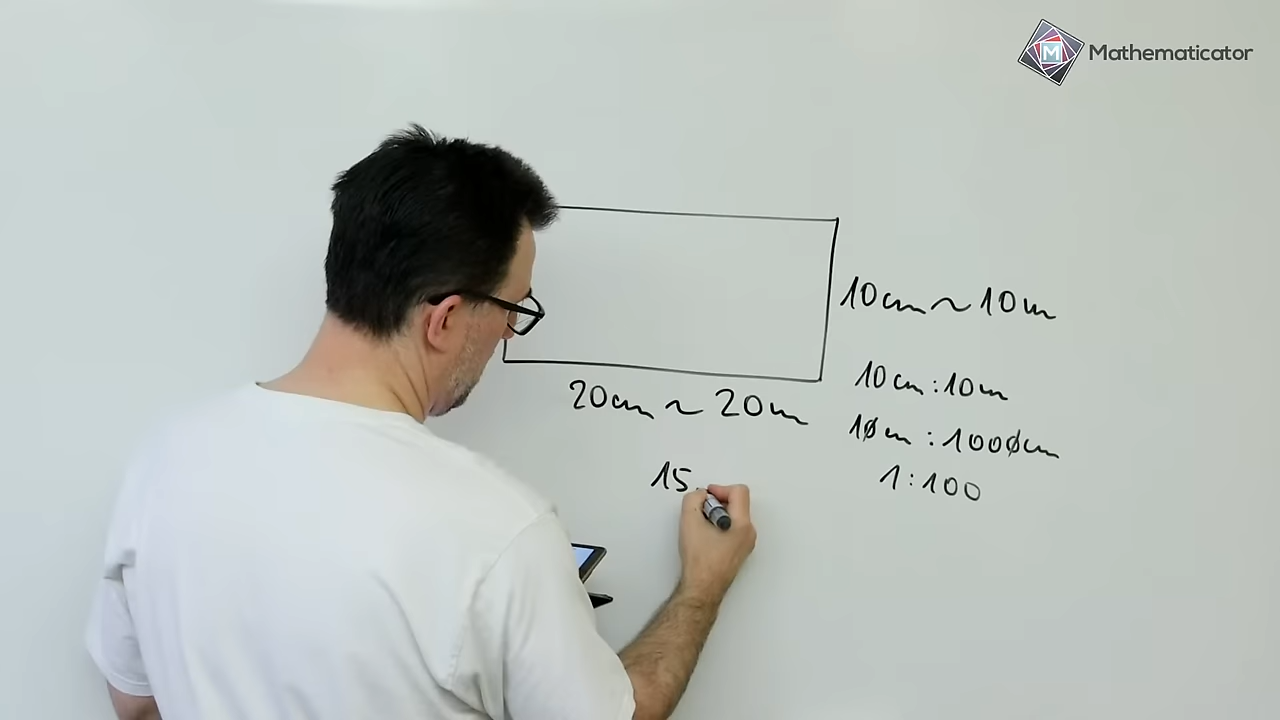 Mathematicator
10cm ~ 10m
10cm : 10m
10cm : 1000cm
1 : 100
20cm ~ 20m
15